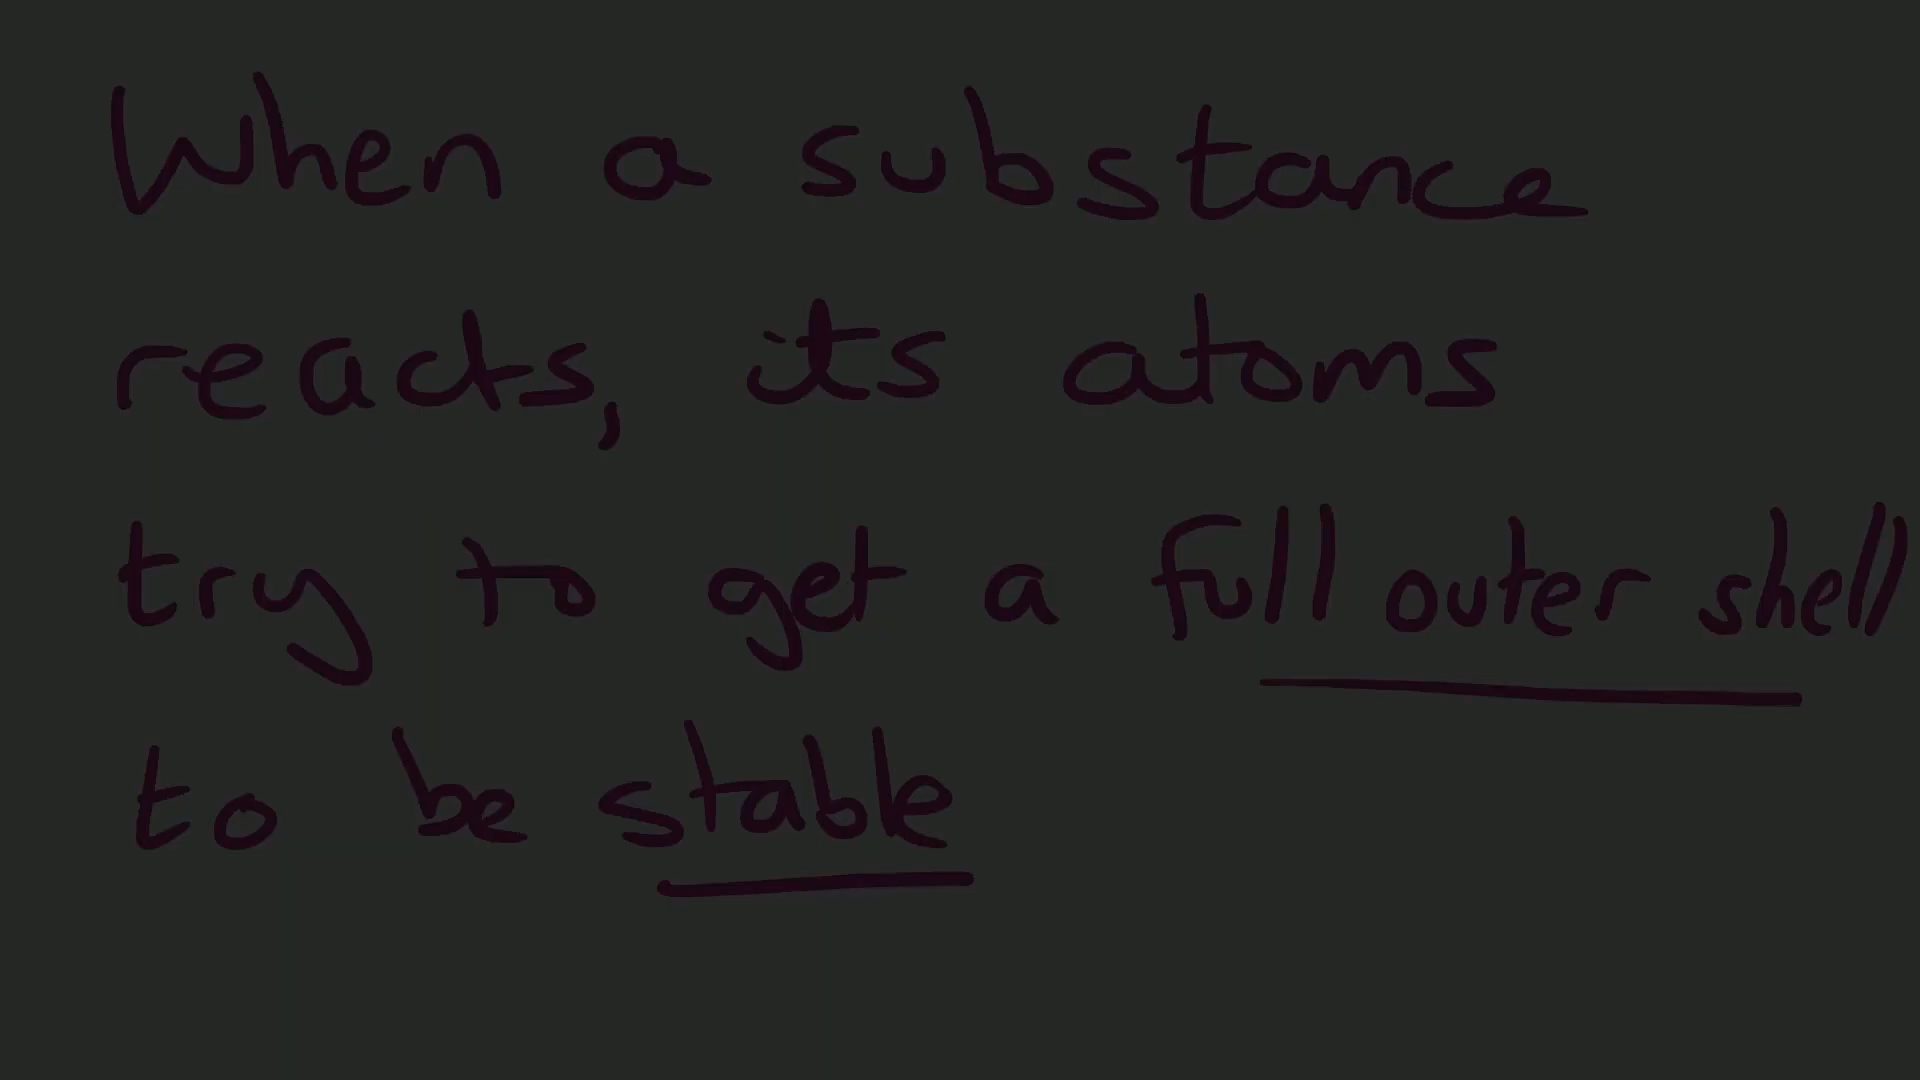 When a substance
reacts, its atoms
try to get a full outer shell
to be stable